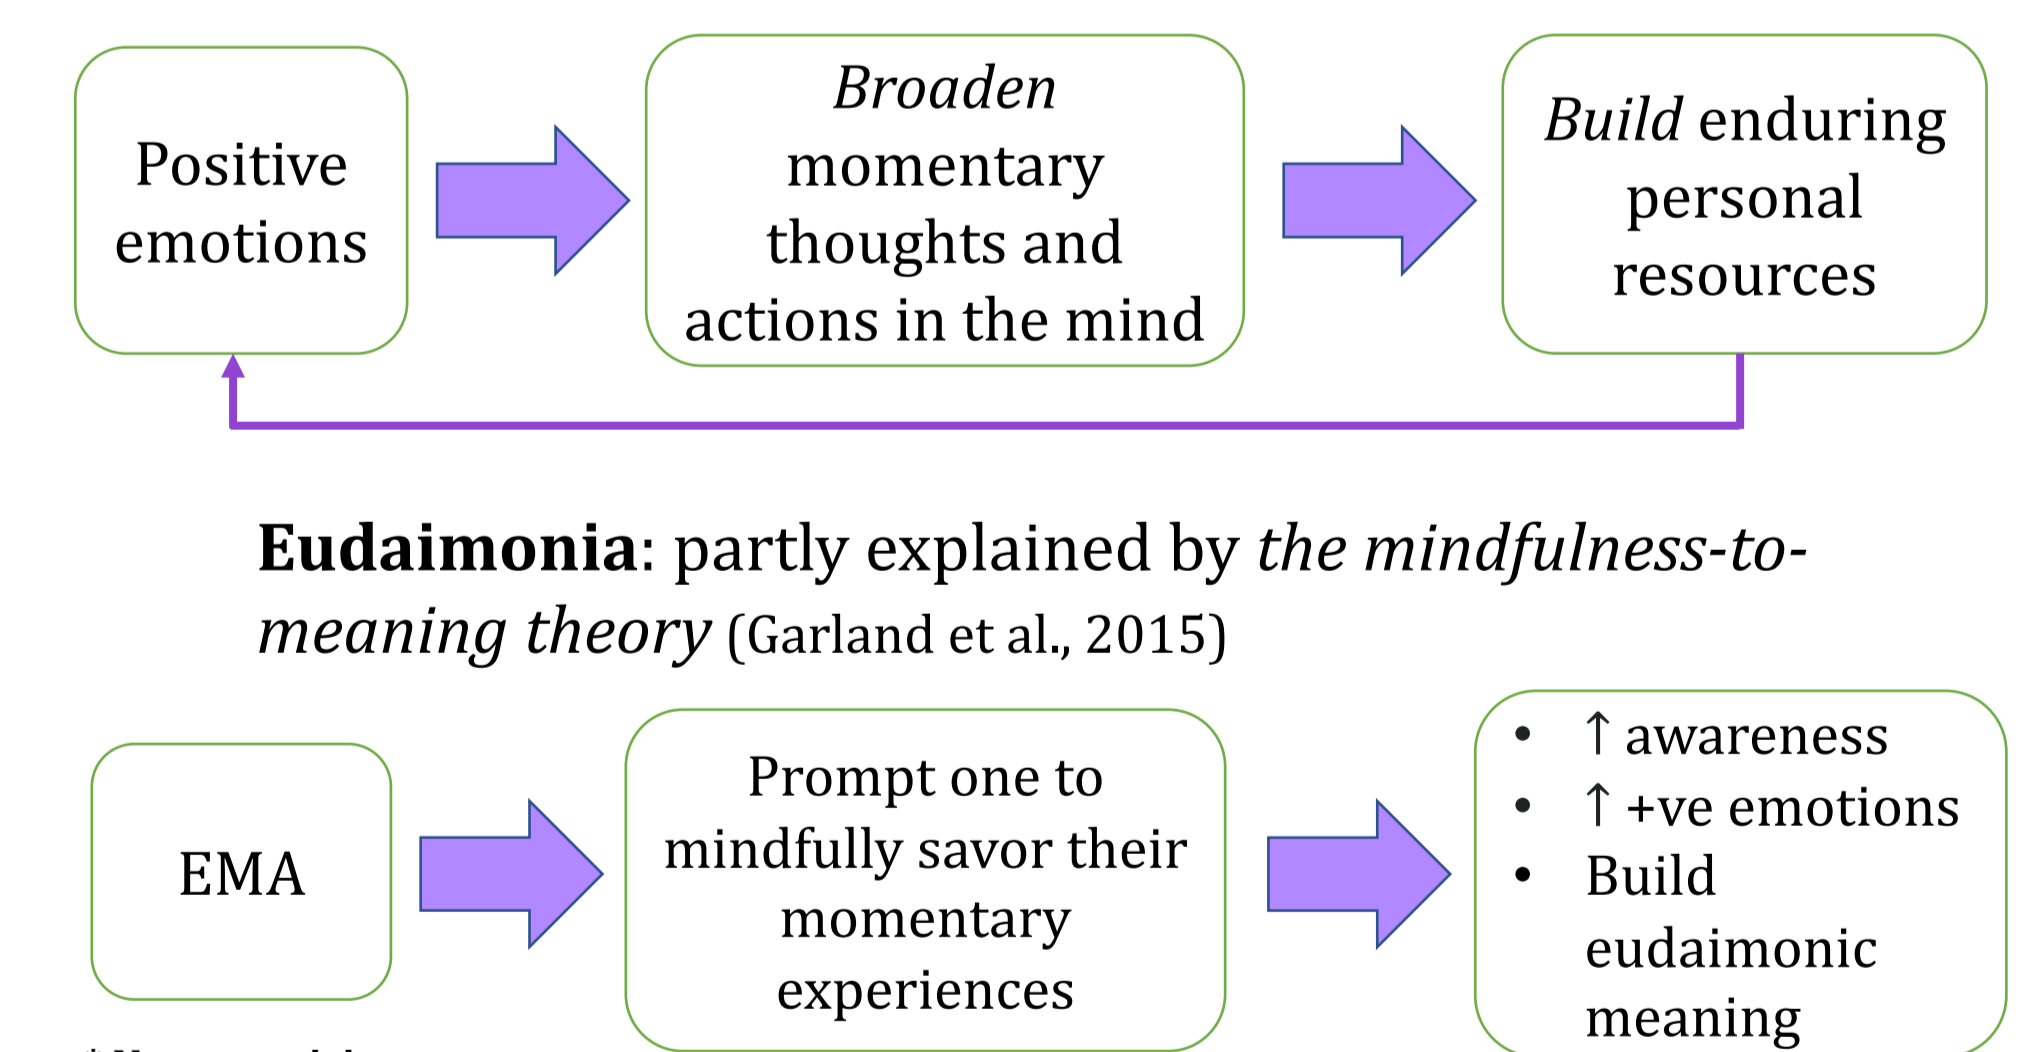 Positive
emotions
Broaden
momentary
thoughts and
actions in the mind
Build enduring
personal
resources
Eudaimonia: partly explained by the mindfulness-to-
meaning theory (Garland et al., 2015)
EMA
Prompt one to
mindfully savor their
momentary
experiences
• ↑ awareness
• ↑ +ve emotions
• Build
eudaimonic
meaning